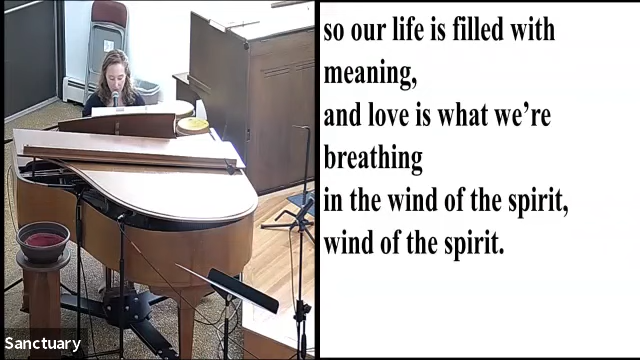 so our life is filled with
meaning,
and love is what we're
breathing
in the wind of the spirit,
wind of the spirit.
Sanctuary